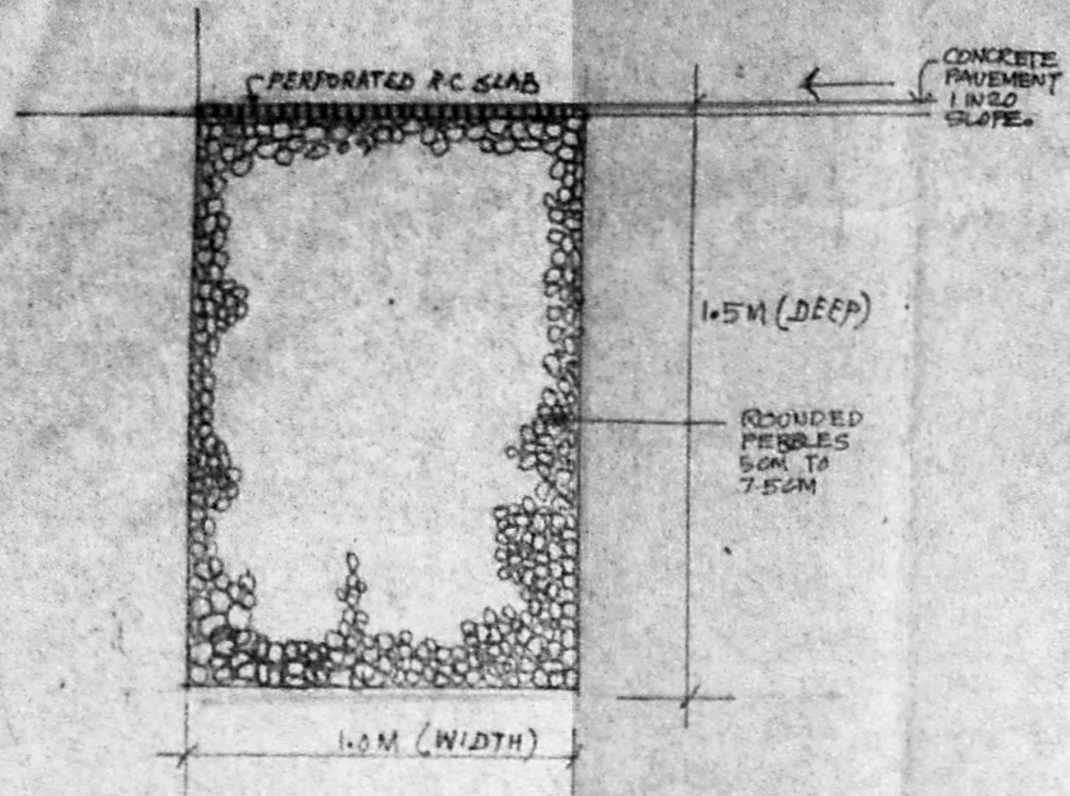 PERFORATED R.C SLAB
CONCRETE
PAVEMENT
1 IN 20
SLOPE.
1.5M (DEEP)
ROUNDED
PEBBLES
5CM TO
7.5CM
1.0M (WIDTH)